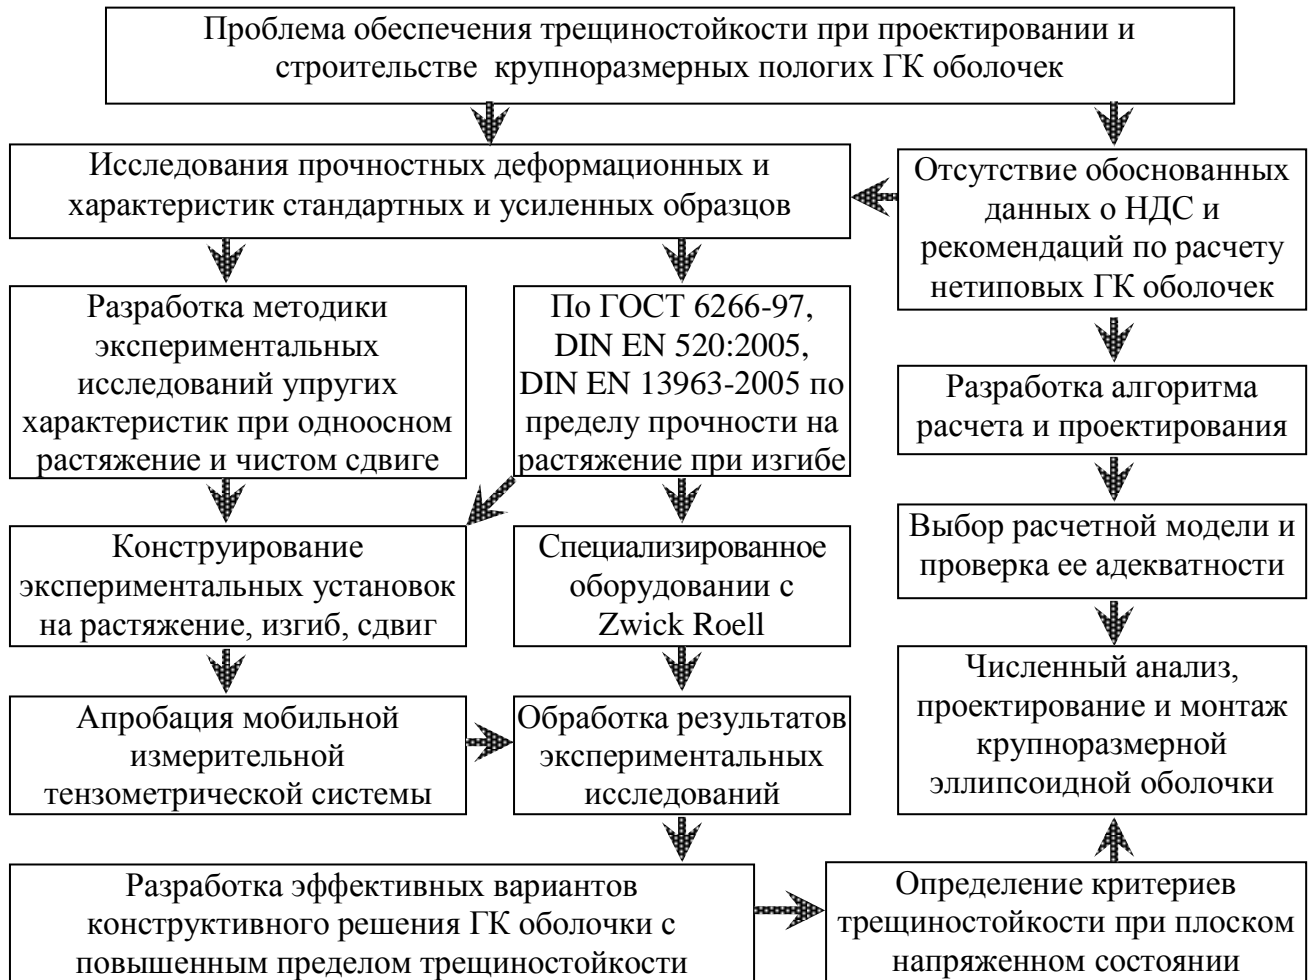 Проблема обеспечения трещиностойкости при проектировании и
строительстве крупноразмерных пологих ГК оболочек
Исследования прочностных деформационных и
характеристик стандартных и усиленных образцов
Отсутствие обоснованных
данных о НДС и
рекомендаций по расчету
нетиповых ГК оболочек
Разработка методики
экспериментальных
исследований упругих
характеристик при одноосном
растяжение и чистом сдвиге
По ГОСТ 6266-97,
DIN EN 520:2005,
DIN EN 13963-2005 по
пределу прочности на
растяжение при изгибе
Разработка алгоритма
расчета и проектирования
Конструирование
экспериментальных установок
на растяжение, изгиб, сдвиг
Специализированное
оборудовании с
Zwick Roell
Выбор расчетной модели и
проверка ее адекватности
Апробация мобильной
измерительной
тензометрической системы
Обработка результатов
экспериментальных
исследований
Численный анализ,
проектирование и монтаж
крупноразмерной
эллипсоидной оболочки
Разработка эффективных вариантов
конструктивного решения ГК оболочки с
повышенным пределом трещиностойкости
Определение критериев
трещиностойкости при плоском
напряженном состоянии